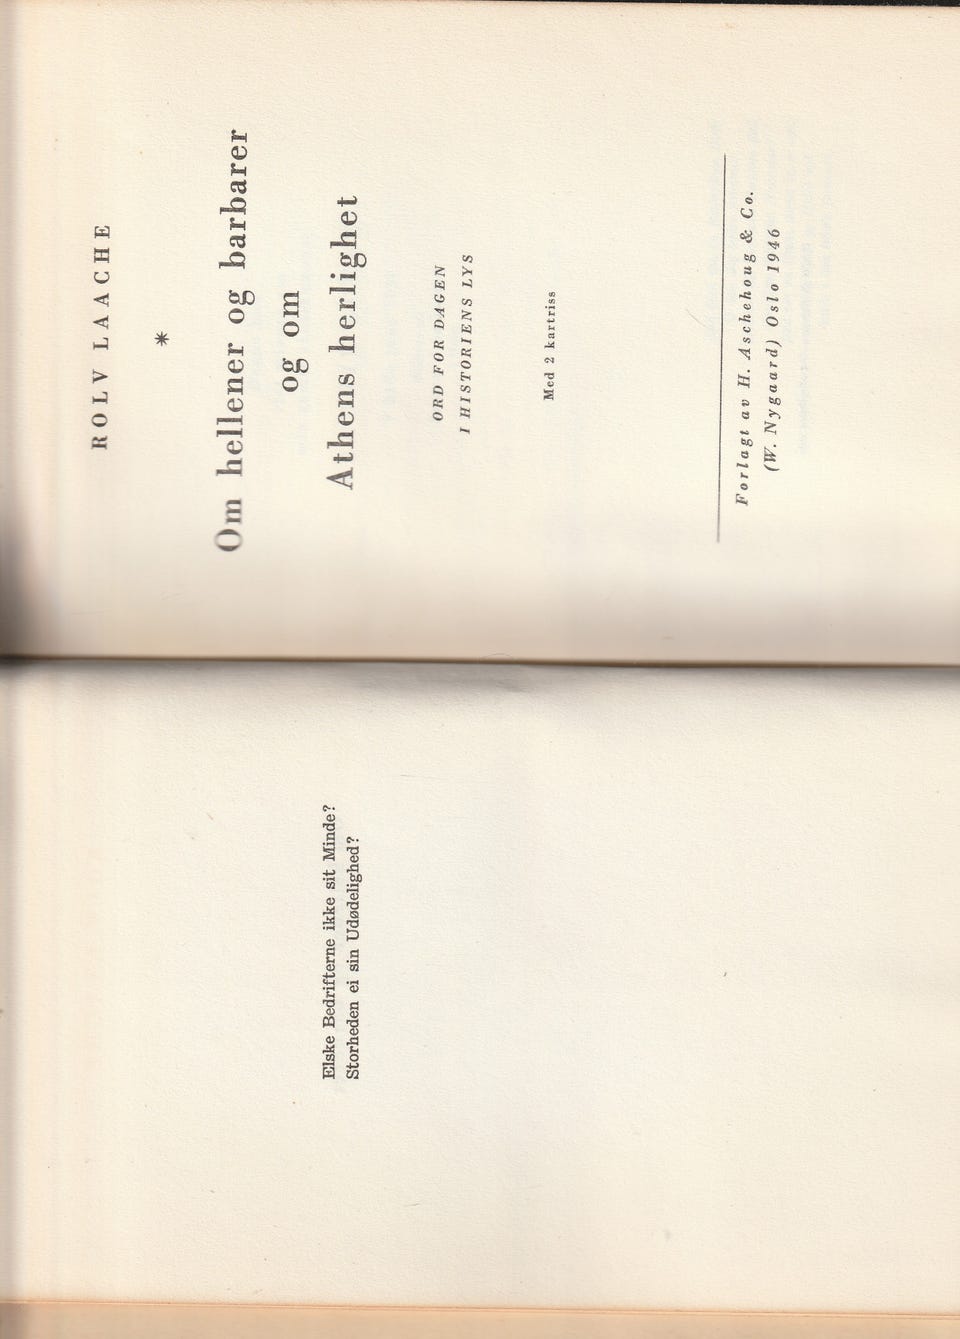 Elske Bedrifterne ikke sit Minde?
Storheden ei sin Udødelighed?
ROLV LAACHE
*
Om hellener og barbarer
og om
Athens herlighet
ORD FOR DAGEN
I HISTORIENS LYS
Med 2 kartriss
Forlagt av H. Aschehoug & Co.
(W. Nygaard) Oslo 1946